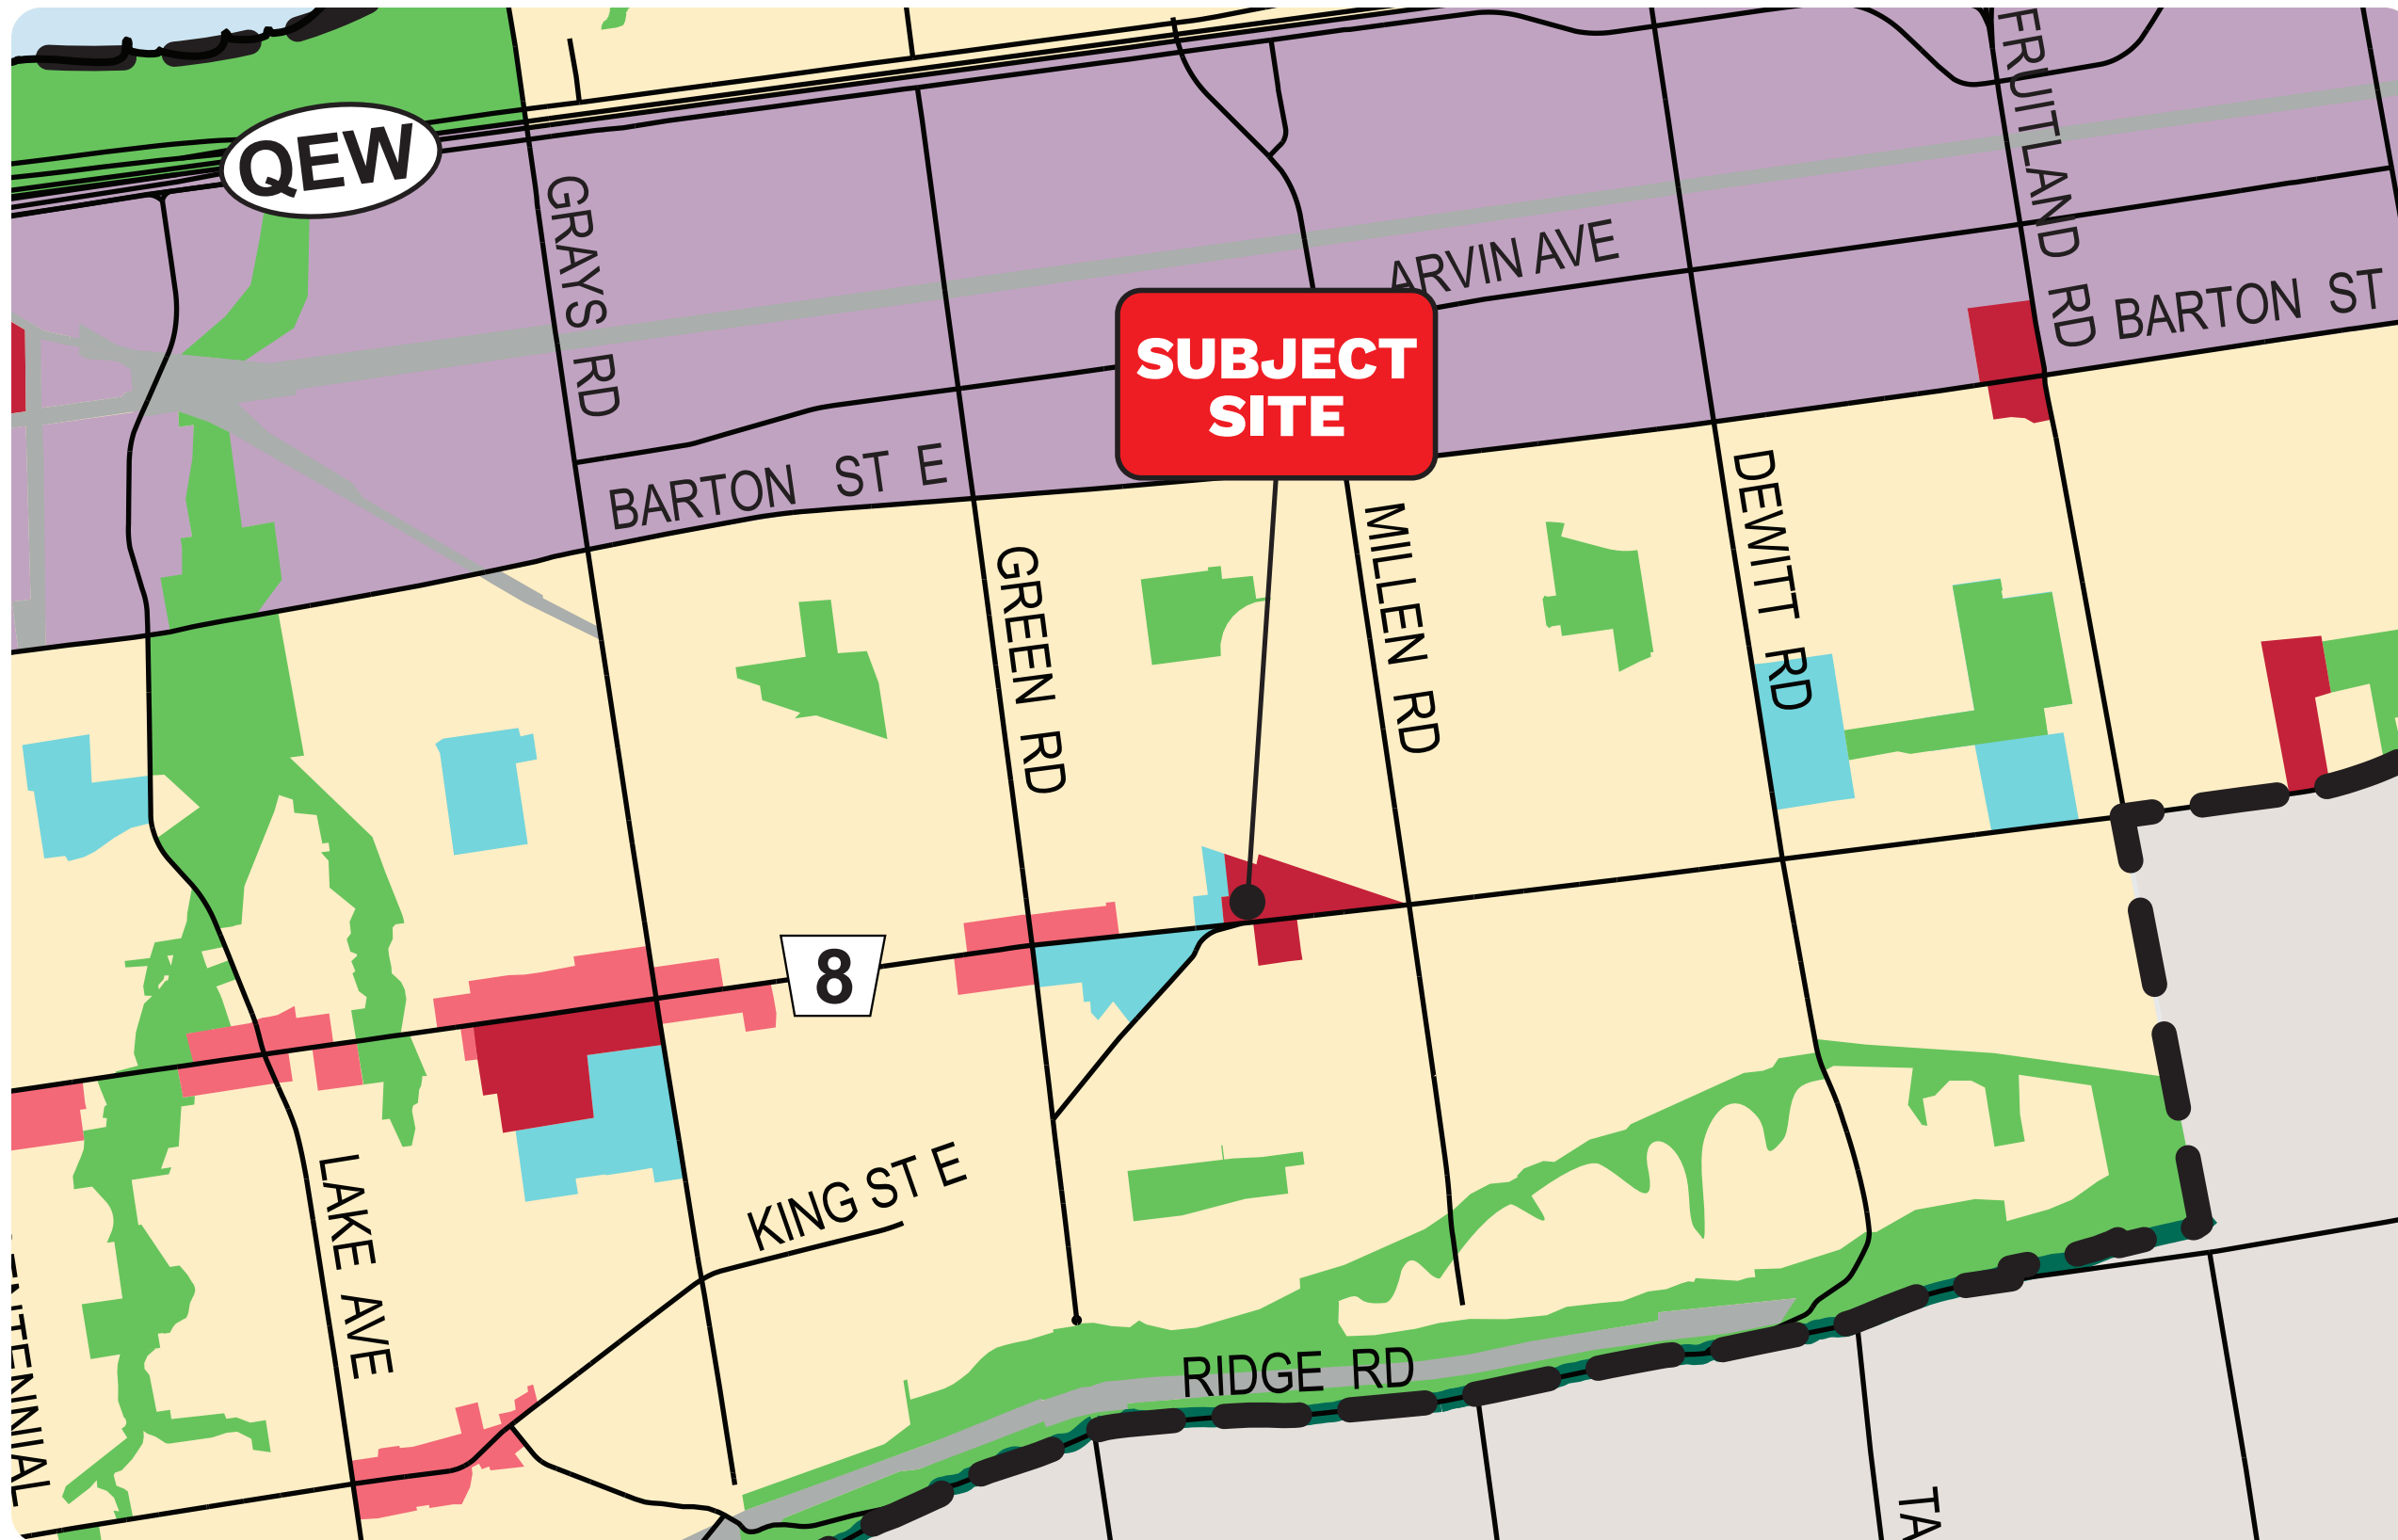 QEW
GRAYS RD
FRUITLAND RD
ARVIN AVE
BARTON ST
SUBJECT
SITE
BARTON ST E
GREEN RD
MILLEN RD
DEWITT RD
8
KING ST E
LAKE AVE
RIDGE RD
TA